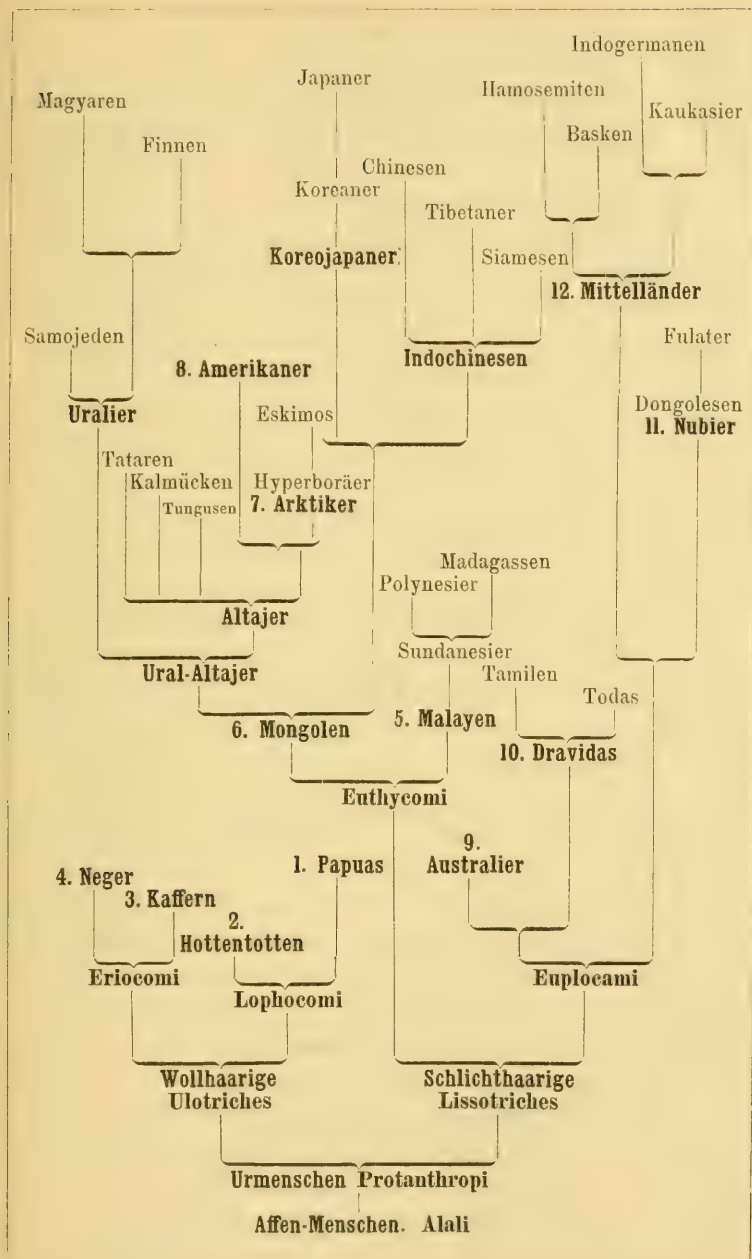 Indogermanen
Japaner
Hamosemiten
Magyaren
Kaukasier
Basken
Finnen
Chinesen
Koreaner
Tibetaner
Koreojapaner
Siamesen
12. Mittelländer
Samojeden
Fulater
8. Amerikaner
Indochinesen
Uralier
Eskimos
Dongolesen
11. Nubier
Tataren
Kalmücken
Hyperboräer
Tungusen
7. Arktiker
Madagassen
Polynesier
Altajer
Sundanesier
Ural-Altajer
Tamilen
Todas
6. Mongolen
5. Malayen
10. Dravidas
Euthycomi
9.
1. Papuas
Australier
4. Neger
3. Kaffern
2.
Hottentotten
Eriocomi
Euplocami
Lophocomi
Wollhaarige
Ulotriches
Schlichthaarige
Lissotriches
Urmenschen Protanthropi
Affen-Menschen. Alali